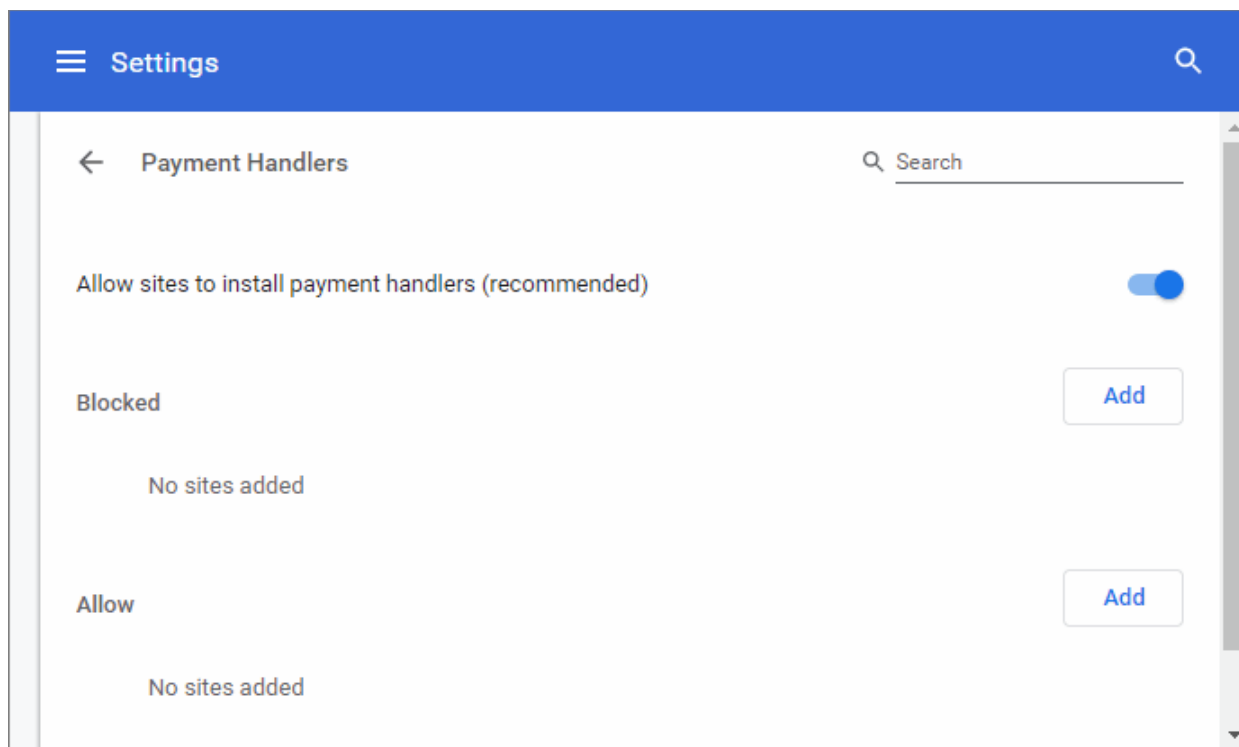 Settings
Payment Handlers
Search
Allow sites to install payment handlers (recommended)
Blocked
Add
No sites added
Allow
Add
No sites added